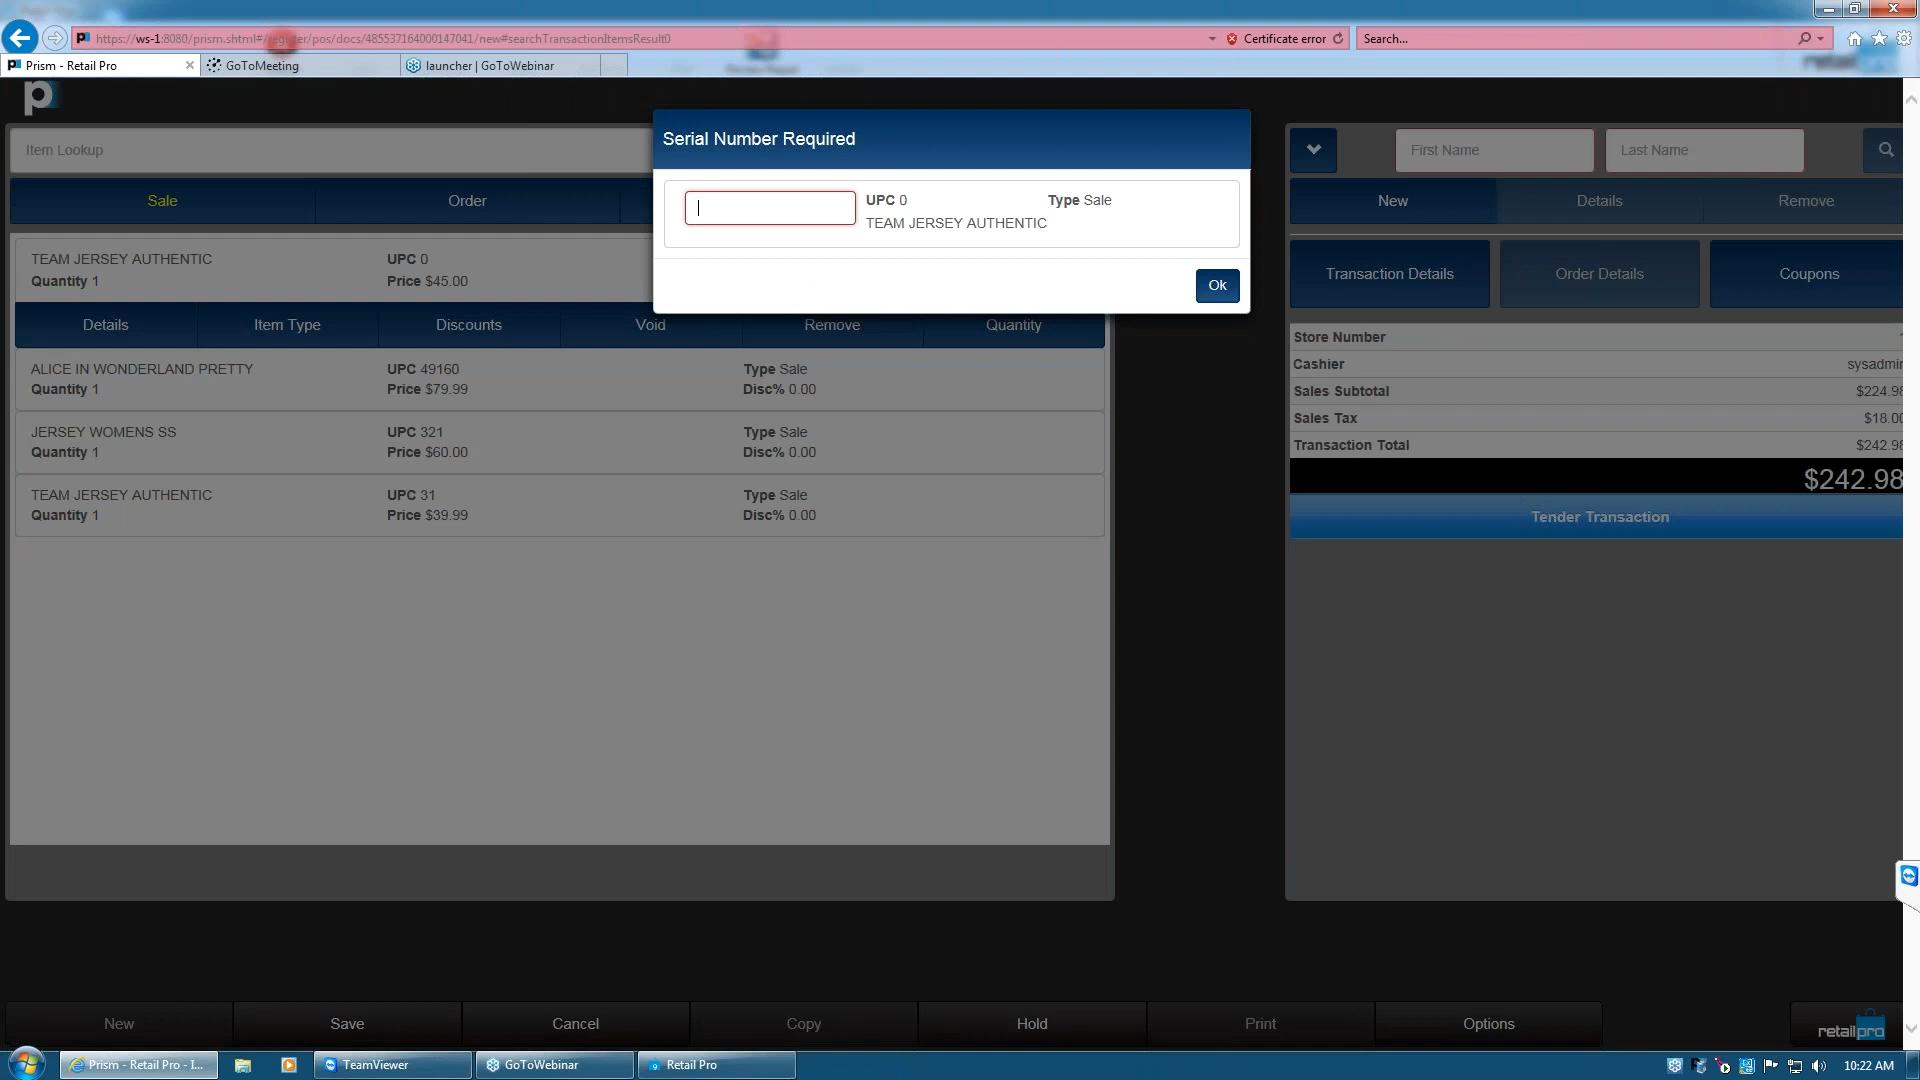 https://ws-1:8080/prism.shtml#/register/pos/docs/485537164000147041/new#searchTransactionItemsResult0
Certificate error
Search...
Prism - Retail Pro
GoToMeeting
launcher | GoToWebinar
retail
p
Serial Number Required
Item Lookup
First Name
Last Name
UPC 0
Type Sale
TEAM JERSEY AUTHENTIC
Ok
Sale
Order
New
Details
Remove
TEAM JERSEY AUTHENTIC
UPC 0
Quantity 1
Price $45.00
Transaction Details
Order Details
Coupons
Details
Item Type
Discounts
Void
Remove
Quantity
ALICE IN WONDERLAND PRETTY
UPC 49160
Type Sale
Quantity 1
Price $79.99
Disc% 0.00
JERSEY WOMENS SS
UPC 321
Type Sale
Quantity 1
Price $60.00
Disc% 0.00
TEAM JERSEY AUTHENTIC
UPC 31
Type Sale
Quantity 1
Price $39.99
Disc% 0.00
Store Number
Cashier sysadmin
Sales Subtotal $224.98
Sales Tax $18.00
Transaction Total $242.98
$242.98
Tender Transaction
New
Save
Cancel
Copy
Hold
Print
Options
retailpro
Prism - Retail Pro - I...
TeamViewer
GoToWebinar
Retail Pro
10:22 AM